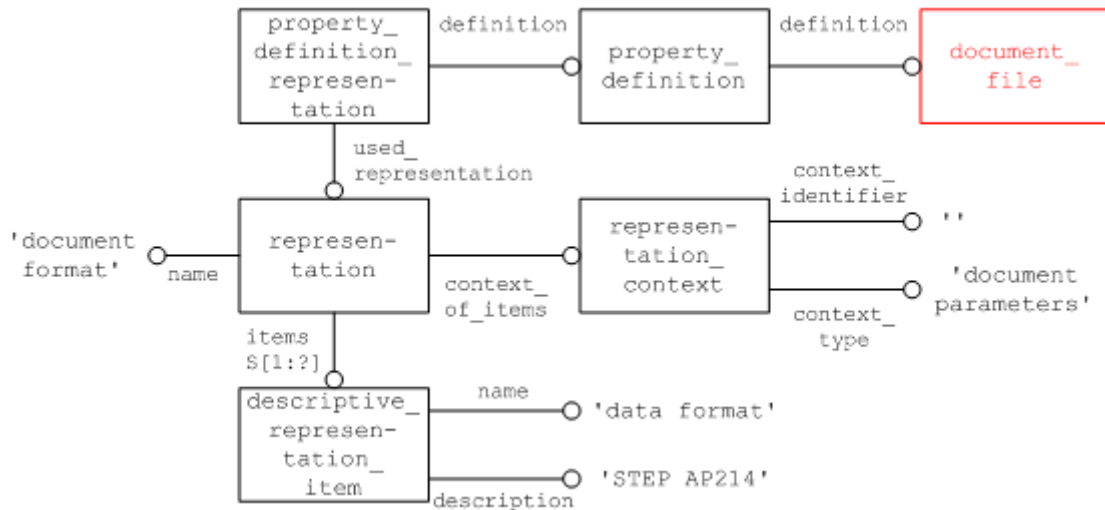 property_
definition_
represen-
tation
definition
property_
definition
definition
document_
file
used_
representation
'document
format'
name
represen-
tation
context_
of_items
represen-
tation_
context
context_
identifier
''
'document
parameters'
context_
type
items
S[1:?]
descriptive_
represen-
tation_
item
name
'data format'
description
'STEP AP214'